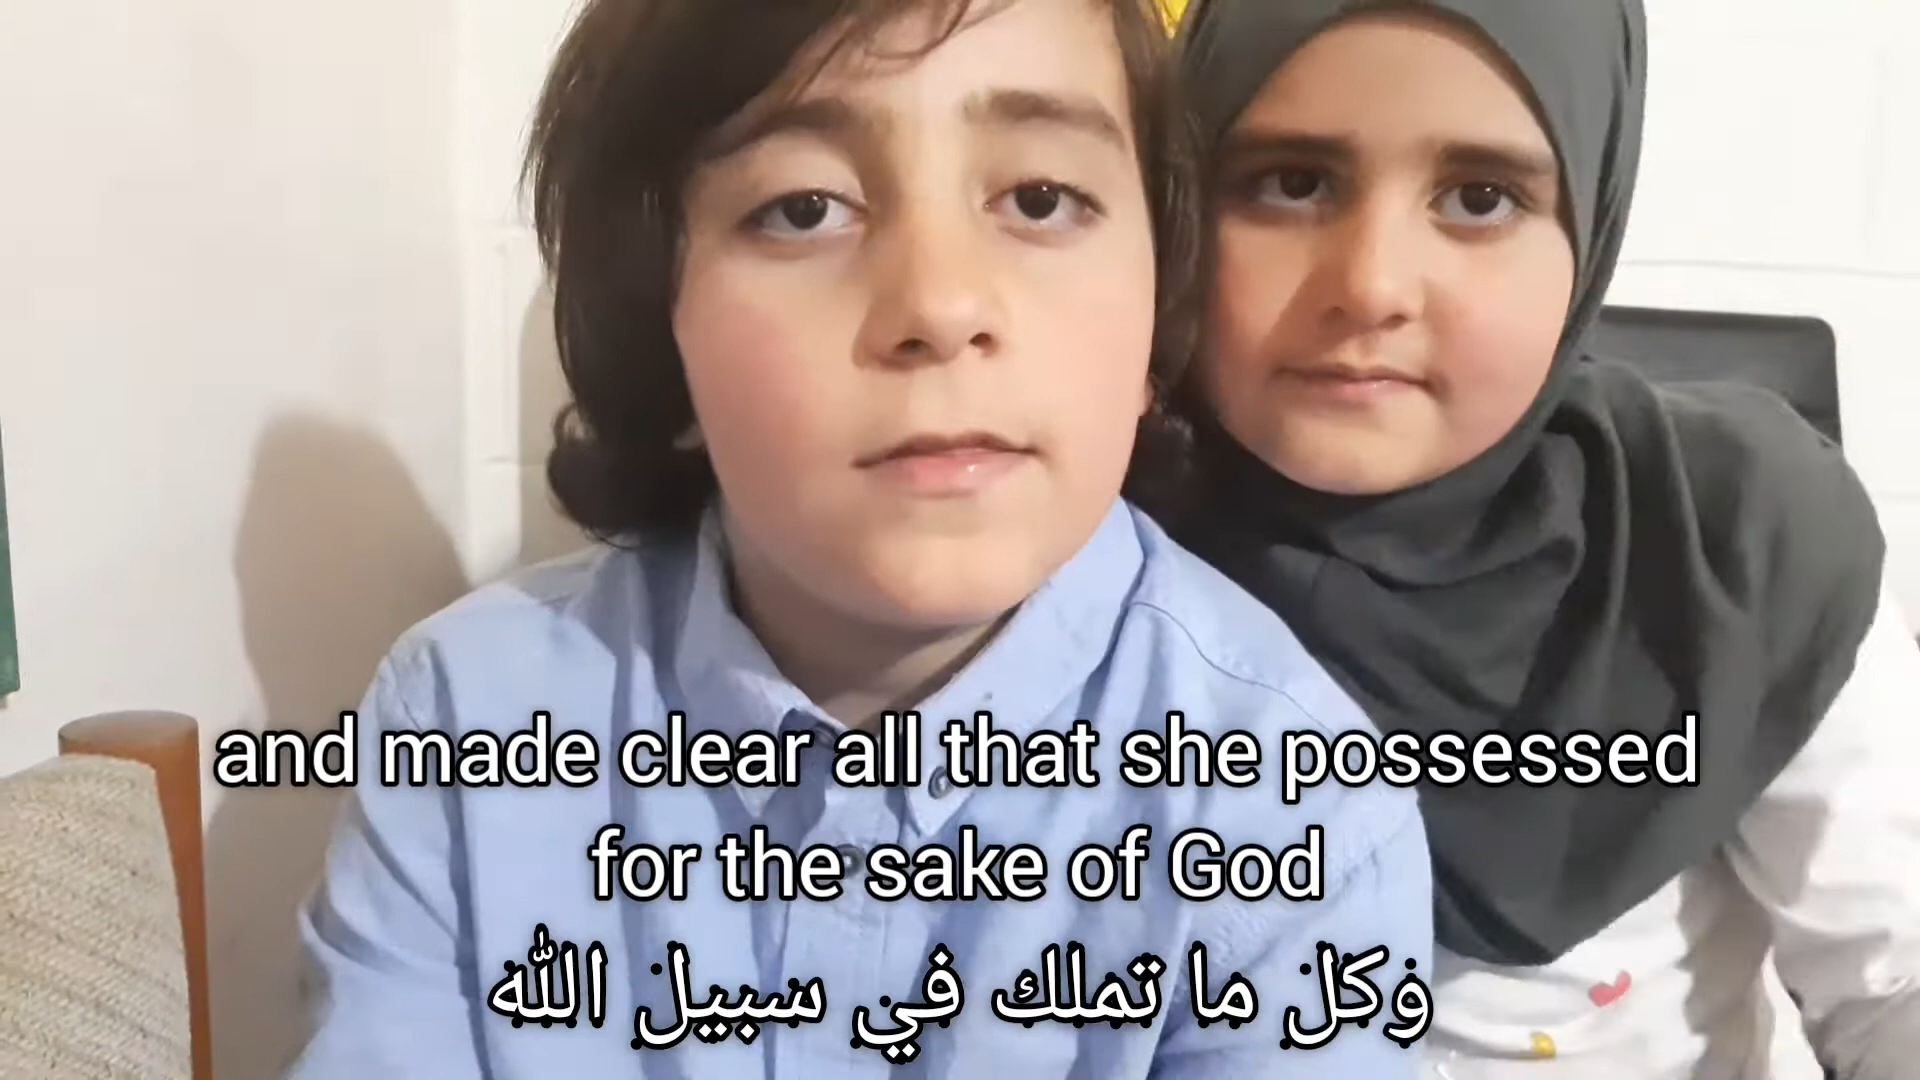 and made clear all that she possessed
for the sake of God
وكل ما تملك في سبيل الله